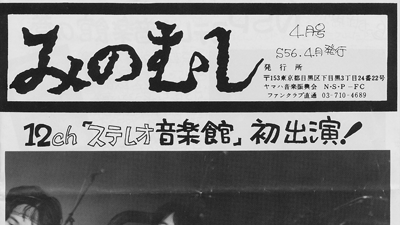 みのむし
4月号
S56.4月発行
発行所
〒153東京都目黒区下目黒3丁目24番22号
ヤマハ音楽振興会 N・S・P－FC
ファンクラブ直通 03-710-4689
12ch「ステレオ音楽館」初出演!